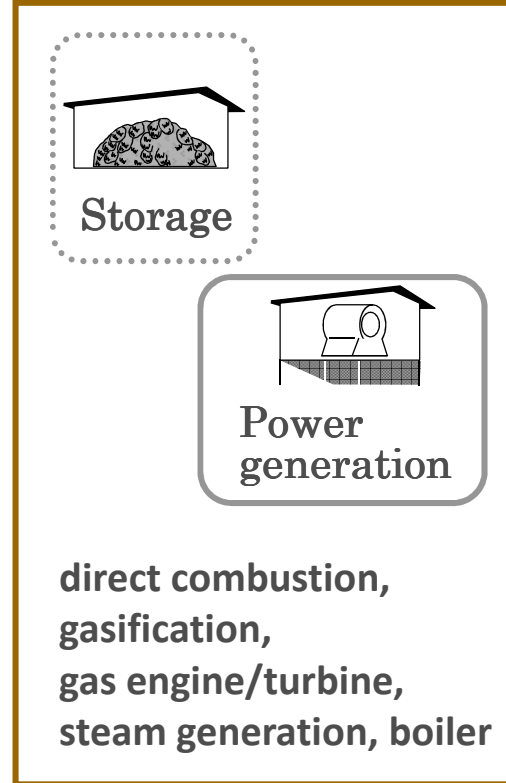 Storage
Power
generation
direct combustion,
gasification,
gas engine/turbine,
steam generation, boiler